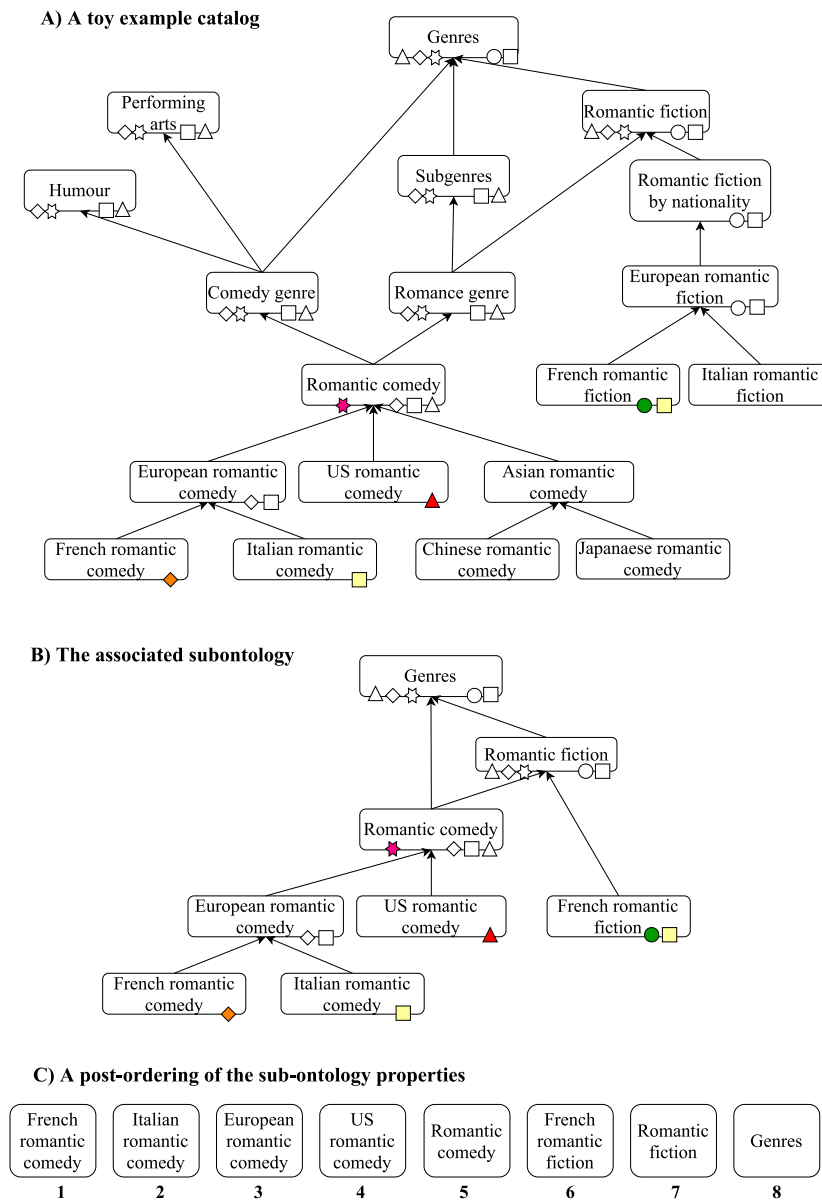 A) A toy example catalog
Genres
Performing
arts
Romantic fiction
Humour
Subgenres
Romantic fiction
by nationality
Comedy genre
Romance genre
European romantic
fiction
Romantic comedy
French romantic
fiction
Italian romantic
fiction
European romantic
comedy
US romantic
comedy
Asian romantic
comedy
French romantic
comedy
Italian romantic
comedy
Chinese romantic
comedy
Japanaese romantic
comedy
B) The associated subontology
Genres
Romantic fiction
Romantic comedy
European romantic
comedy
US romantic
comedy
French romantic
fiction
French romantic
comedy
Italian romantic
comedy
C) A post-ordering of the sub-ontology properties
French
romantic
comedy
Italian
romantic
comedy
European
romantic
comedy
US
romantic
comedy
Romantic
comedy
French
romantic
fiction
Romantic
fiction
Genres
1 2 3 4 5 6 7 8